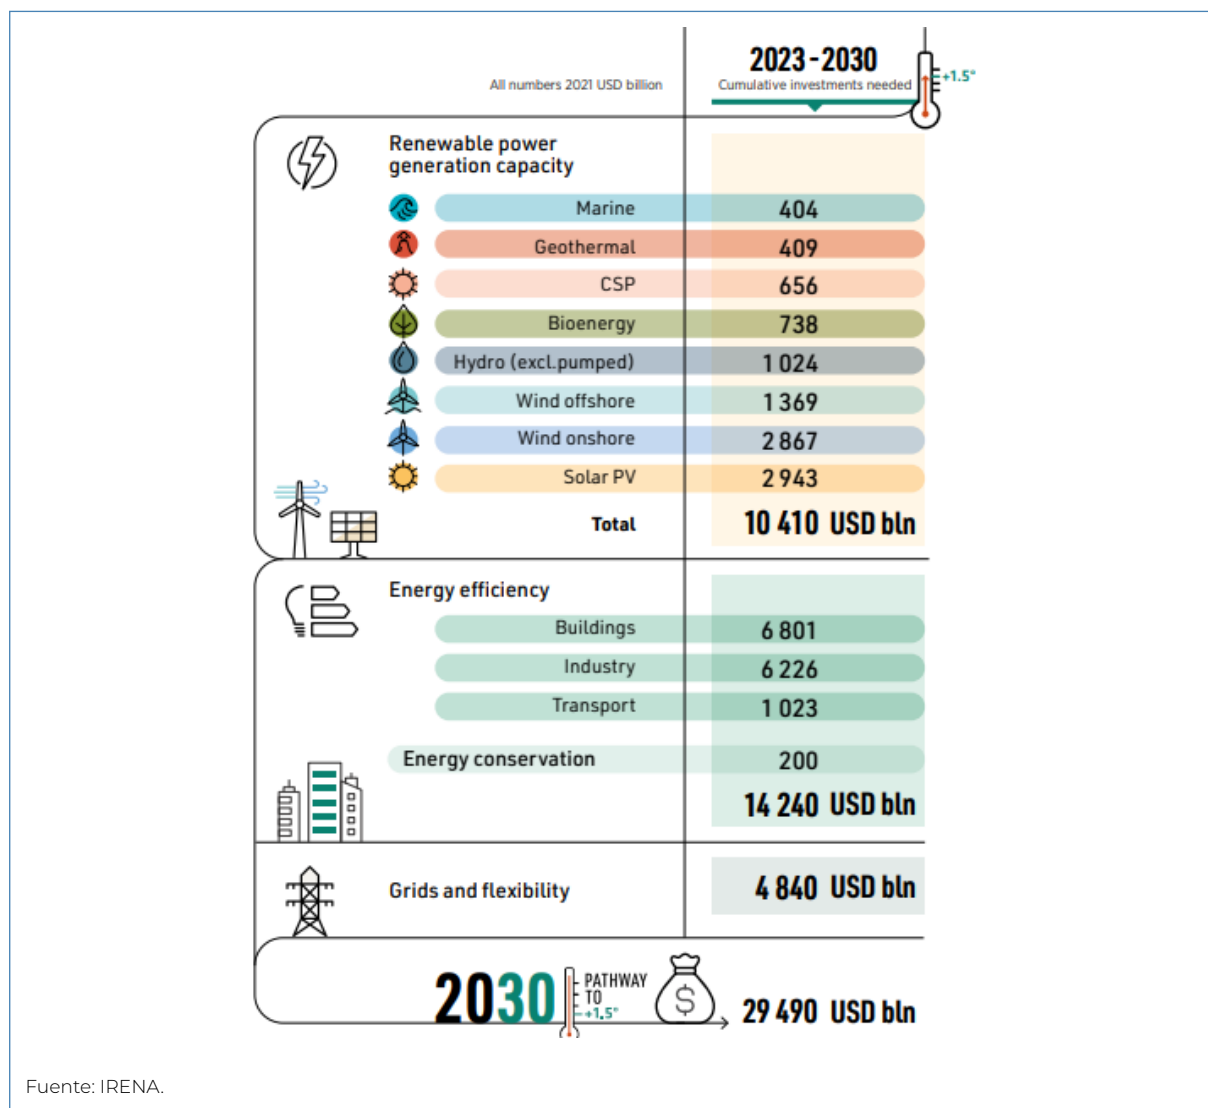 2023 - 2030
All numbers 2021 USD billion
Cumulative investments needed
+1.5°
Renewable power
generation capacity
Marine 404
Geothermal 409
CSP 656
Bioenergy 738
Hydro (excl.pumped) 1 024
Wind offshore 1 369
Wind onshore 2 867
Solar PV 2 943
Total 10 410 USD bln
Energy efficiency
Buildings 6 801
Industry 6 226
Transport 1 023
Energy conservation 200
14 240 USD bln
Grids and flexibility 4 840 USD bln
2030
PATHWAY
TO
+1.5°
$
29 490 USD bln
Fuente: IRENA.